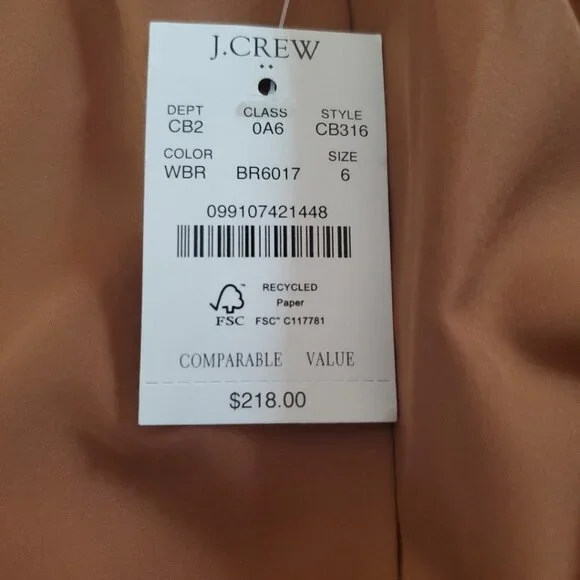 J.CREW
DEPT CLASS STYLE
CB2 0A6 CB316
COLOR SIZE
WBR BR6017 6
099107421448
RECYCLED
Paper
FSC™ FSC™ C117781
COMPARABLE VALUE
$218.00